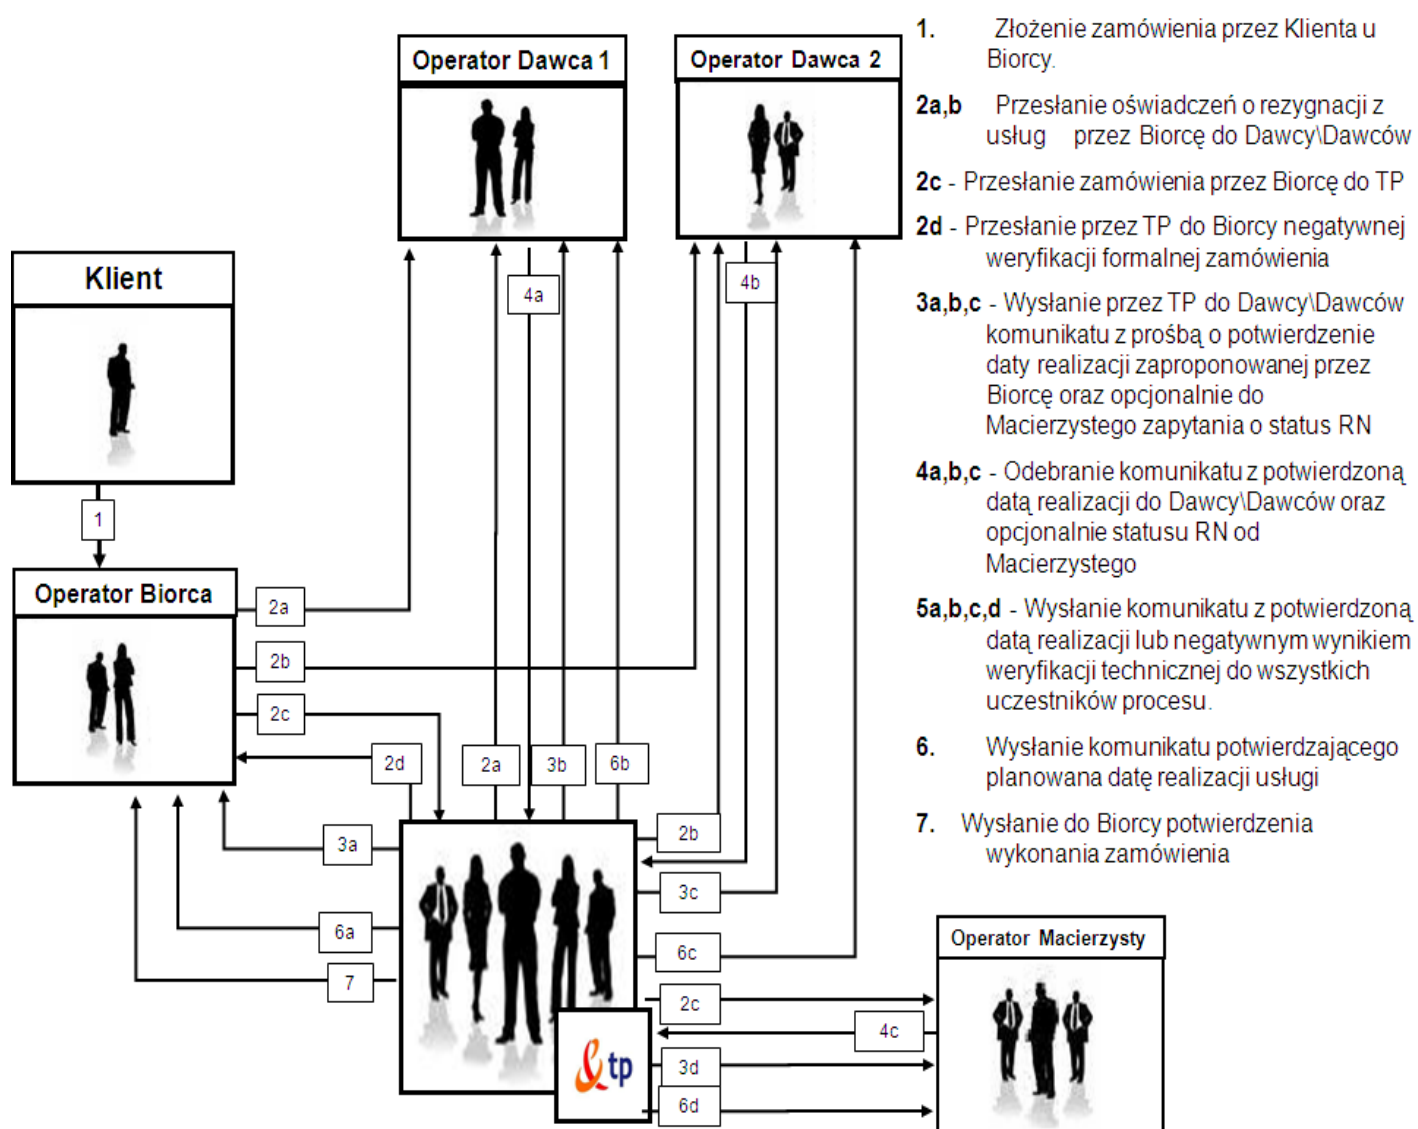 Operator Dawca 1
Operator Dawca 2
Klient
Operator Biorca
Operator Macierzysty
1
2a
2b
2c
2d
3a
6a
7
4a
2a
3b
6b
4b
2b
3c
6c
2c
4c
3d
6d
tp
1. Złożenie zamówienia przez Klienta u
Biorcy.
2a,b Przesłanie oświadczeń o rezygnacji z
usług przez Biorcę do Dawcy\Dawców
2c - Przesłanie zamówienia przez Biorcę do TP
2d - Przesłanie przez TP do Biorcy negatywnej
weryfikacji formalnej zamówienia
3a,b,c - Wysłanie przez TP do Dawcy\Dawców
komunikatu z prośbą o potwierdzenie
daty realizacji zaproponowanej przez
Biorcę oraz opcjonalnie do
Macierzystego zapytania o status RN
4a,b,c - Odebranie komunikatu z potwierdzoną
datą realizacji do Dawcy\Dawców oraz
opcjonalnie statusu RN od
Macierzystego
5a,b,c,d - Wysłanie komunikatu z potwierdzoną
datą realizacji lub negatywnym wynikiem
weryfikacji technicznej do wszystkich
uczestników procesu.
6. Wysłanie komunikatu potwierdzającego
planowana datę realizacji usługi
7. Wysłanie do Biorcy potwierdzenia
wykonania zamówienia